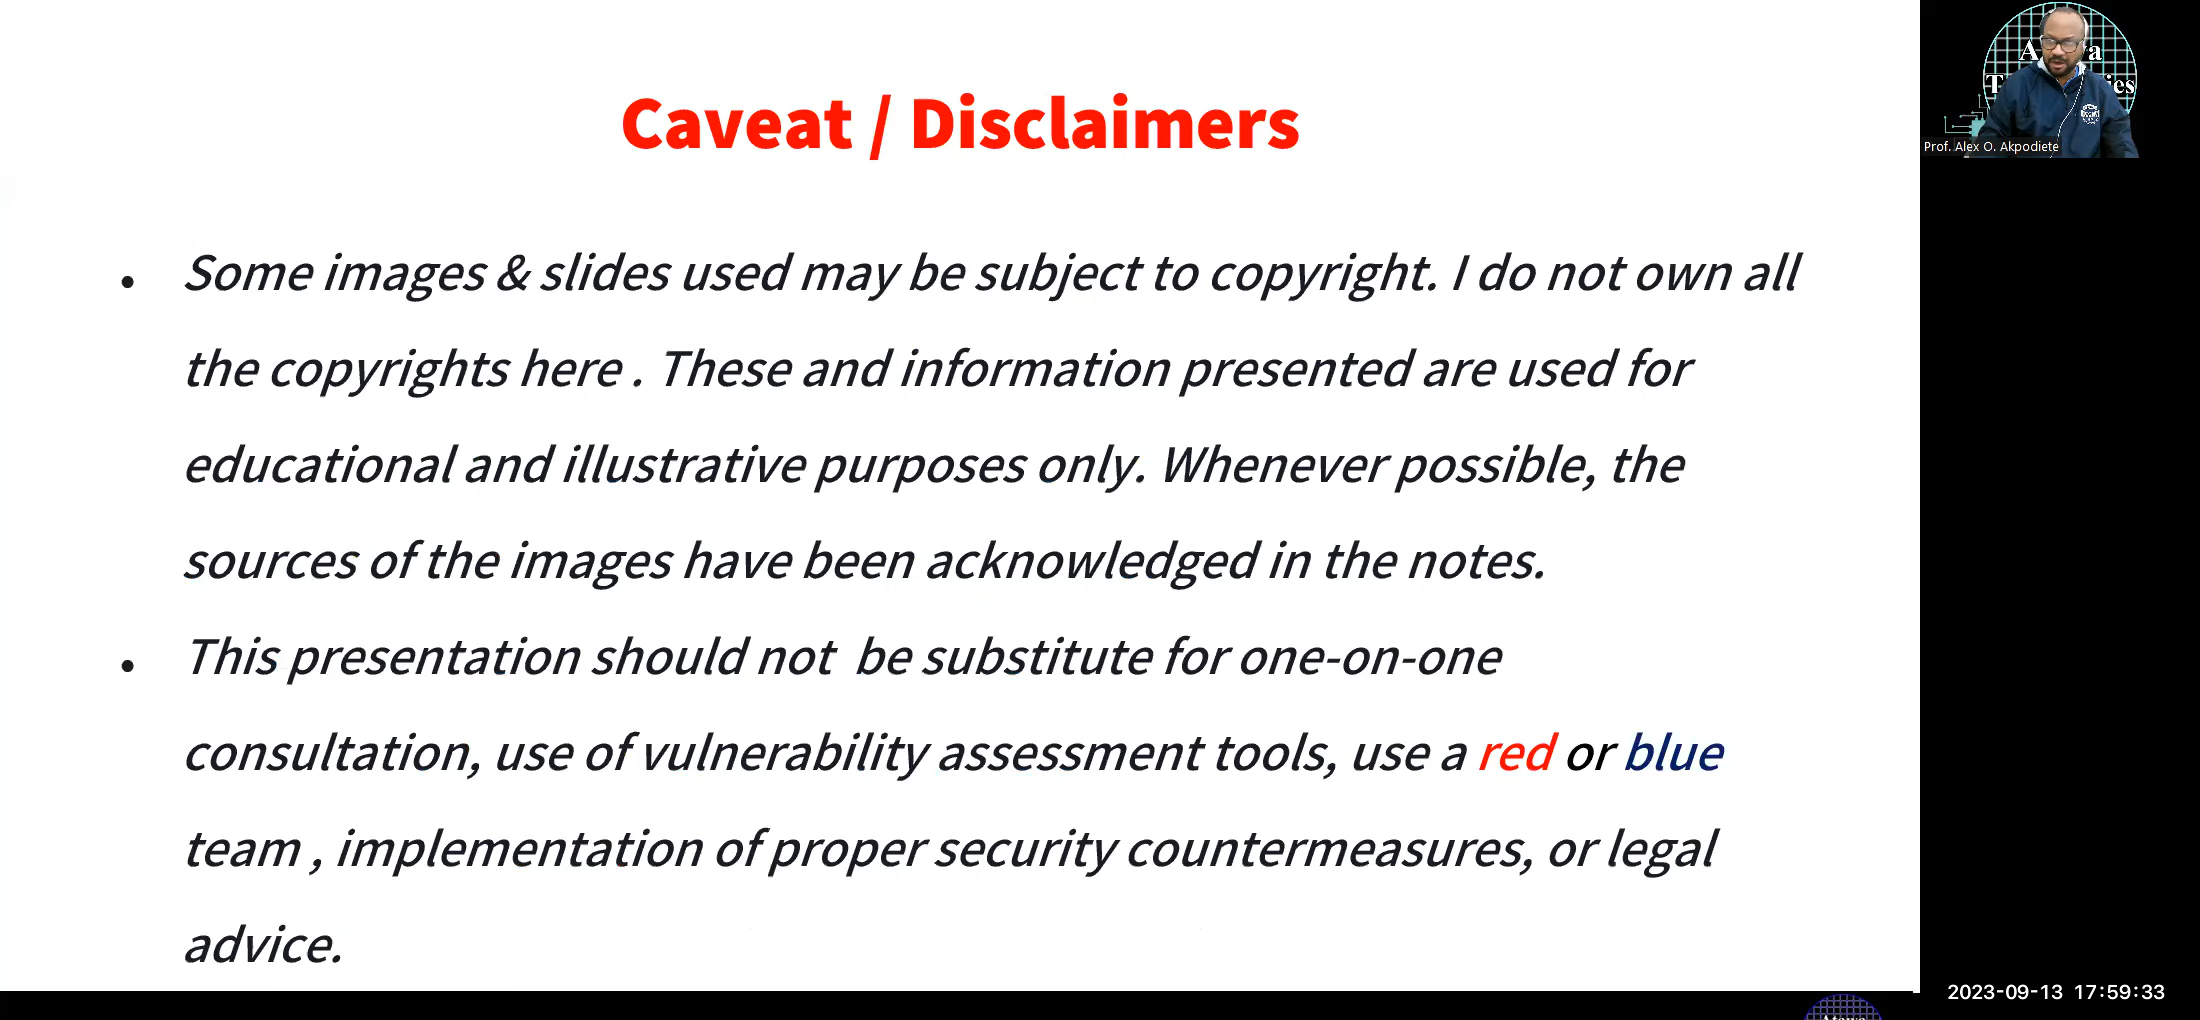 Caveat / Disclaimers
• Some images & slides used may be subject to copyright. I do not own all
the copyrights here . These and information presented are used for
educational and illustrative purposes only. Whenever possible, the
sources of the images have been acknowledged in the notes.
• This presentation should not  be substitute for one-on-one
consultation, use of vulnerability assessment tools, use a red or blue
team , implementation of proper security countermeasures, or legal
advice.
Prof. Alex O. Akpodiete
2023-09-13 17:59:33